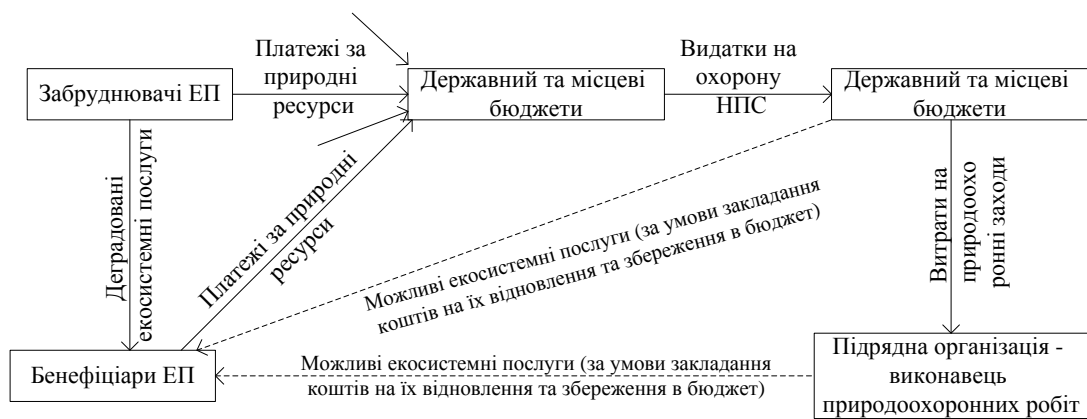 Забруднювачі ЕП
Платежі за
природні
ресурси
Державний та місцеві
бюджети
Видатки на
охорону
НПС
Державний та місцеві
бюджети
Деградовані
екосистемні послуги
Платежі за природні
ресурси
Можливі екосистемні послуги (за умови закладання
коштів на їх відновлення та збереження в бюджет)
Витрати на
природоохо
ронні заходи
Бенефіціари ЕП
Можливі екосистемні послуги (за умови закладання
коштів на їх відновлення та збереження в бюджет)
Підрядна організація -
виконавець
природоохоронних робіт